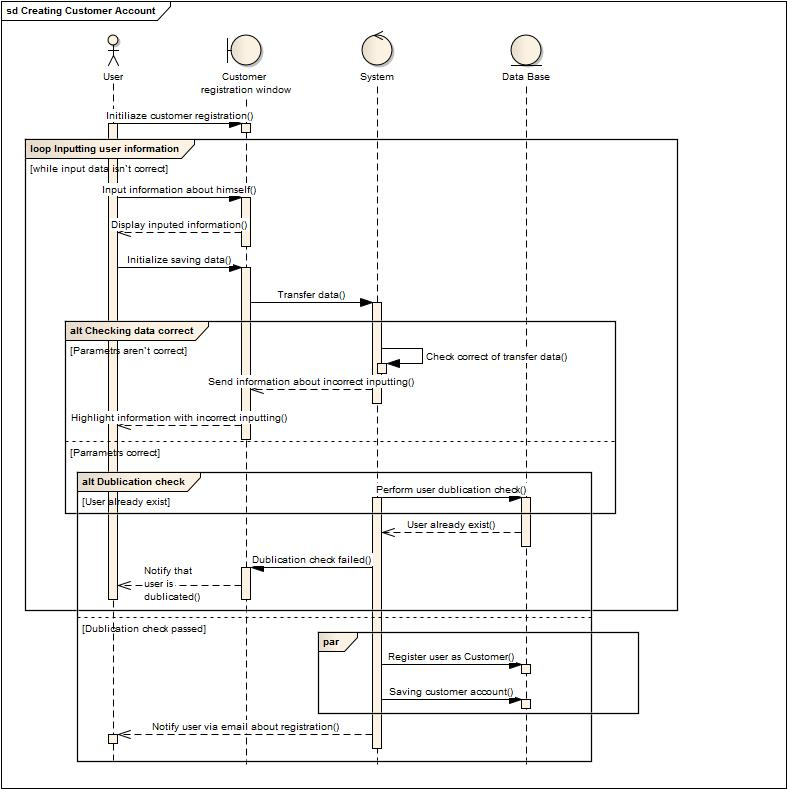 sd Creating Customer Account
User
Customer
registration window
System
Data Base
Initiliaze customer registration()
loop Inputting user information
[while input data isn't correct]
Input information about himself()
Display inputed information()
Initialize saving data()
Transfer data()
alt Checking data correct
[Parametrs aren't correct]
Check correct of transfer data()
Send information about incorrect inputting()
Highlight information with incorrect inputting()
[Parrametrs correct]
alt Dublication check
Perform user dublication check()
[User already exist]
User already exist()
Dublication check failed()
Notify that
user is
dublicated()
[Dublication check passed]
par
Register user as Customer()
Saving customer account()
Notify user via email about registration()